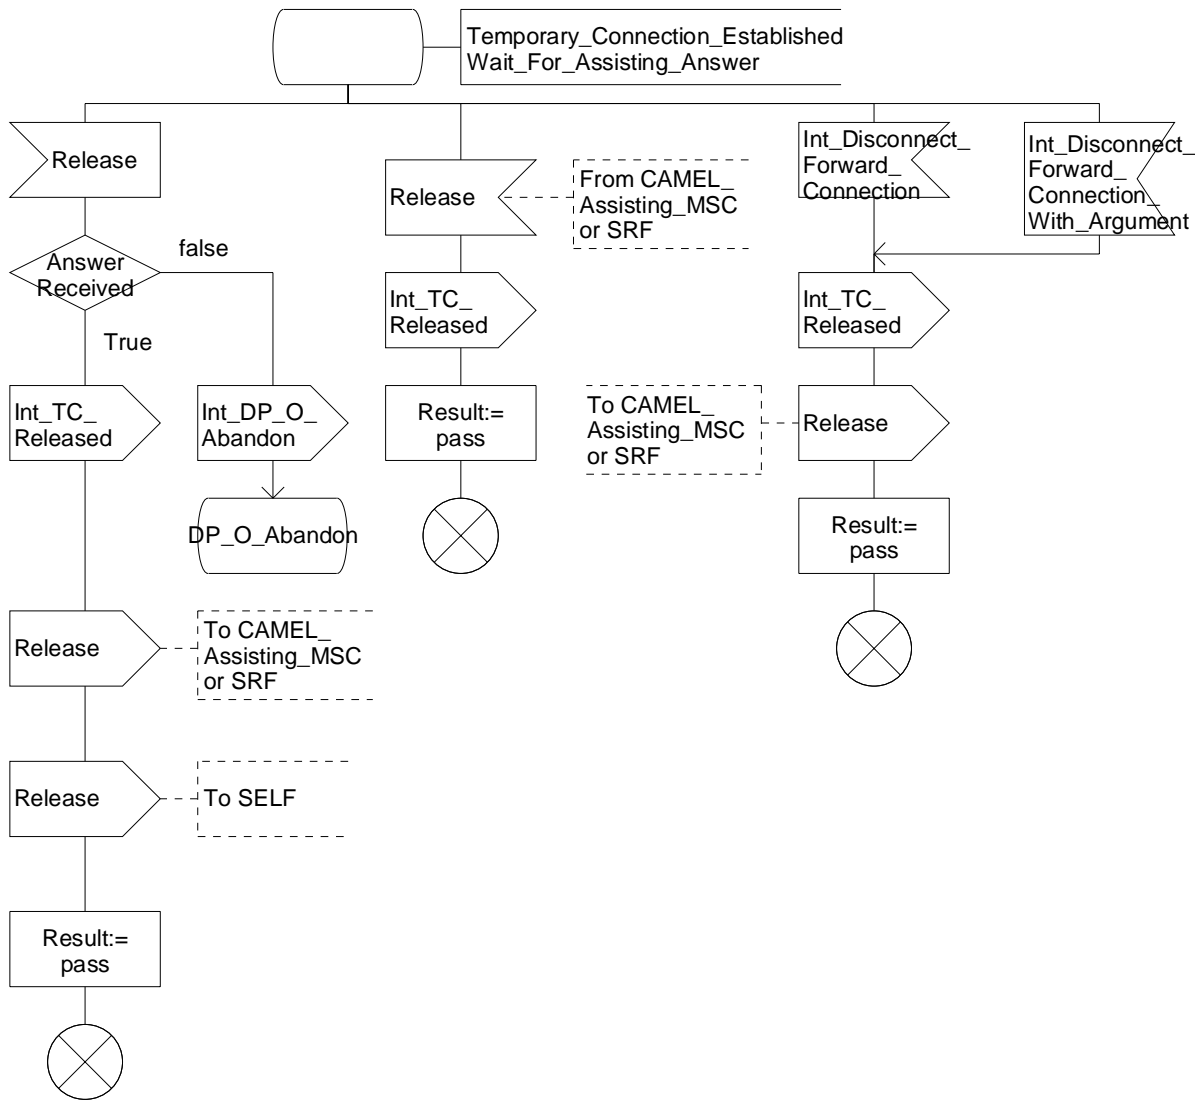 Temporary_Connection_Established
Wait_For_Assisting_Answer
Release
Answer
Received
false
True
Int_TC_
Released
Int_DP_O_
Abandon
DP_O_Abandon
Release
To CAMEL_
Assisting_MSC
or SRF
Release
To SELF
Result:=
pass
Release
From CAMEL_
Assisting_MSC
or SRF
Int_TC_
Released
Result:=
pass
Int_Disconnect_
Forward_
Connection
Int_Disconnect_
Forward_
Connection_
With_Argument
Int_TC_
Released
To CAMEL_
Assisting_MSC
or SRF
Release
Result:=
pass